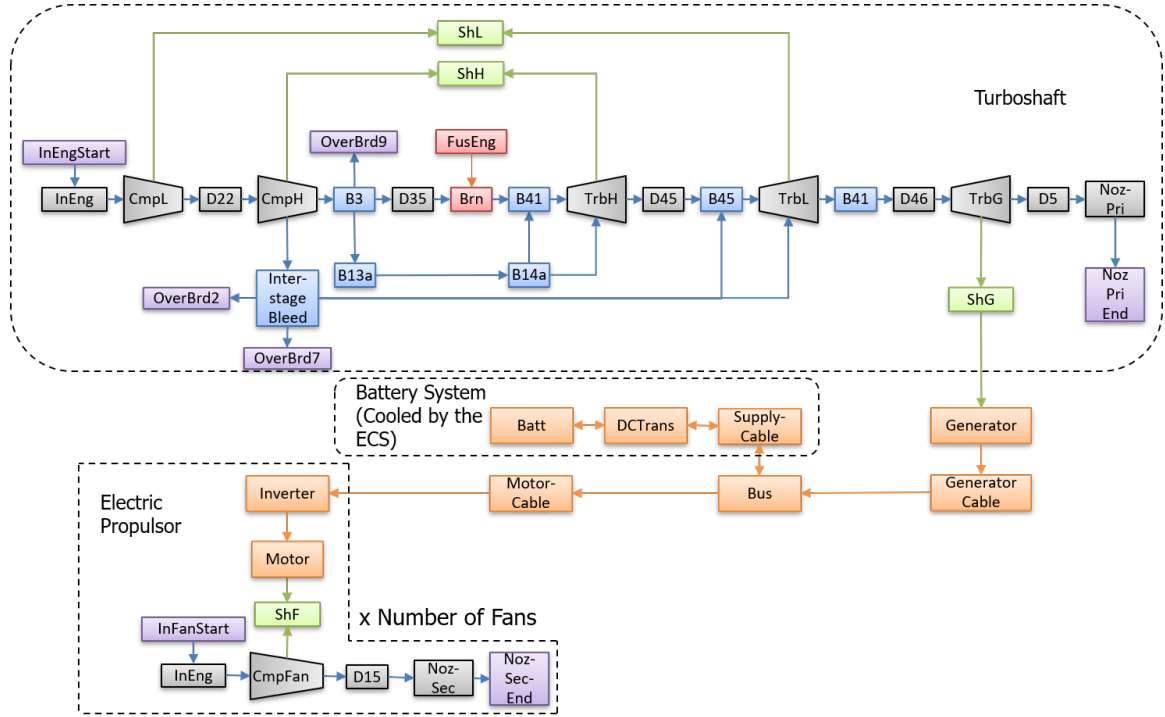 ShL
ShH
Turboshaft
OverBrd9
FusEng
InEngStart
InEng
CmpL
D22
CmpH
B3
D35
Brn
B41
TrbH
D45
B45
TrbL
B41
D46
TrbG
D5
Noz-
Pri
B13a
B14a
Inter-
stage
Bleed
OverBrd2
OverBrd7
ShG
Noz
Pri
End
Battery System
(Cooled by the
ECS)
Batt
DCTrans
Supply-
Cable
Generator
Electric
Propulsor
Inverter
Motor-
Cable
Bus
Generator
Cable
Motor
ShF
x Number of Fans
InFanStart
InEng
CmpFan
D15
Noz-
Sec
Noz-
Sec-
End